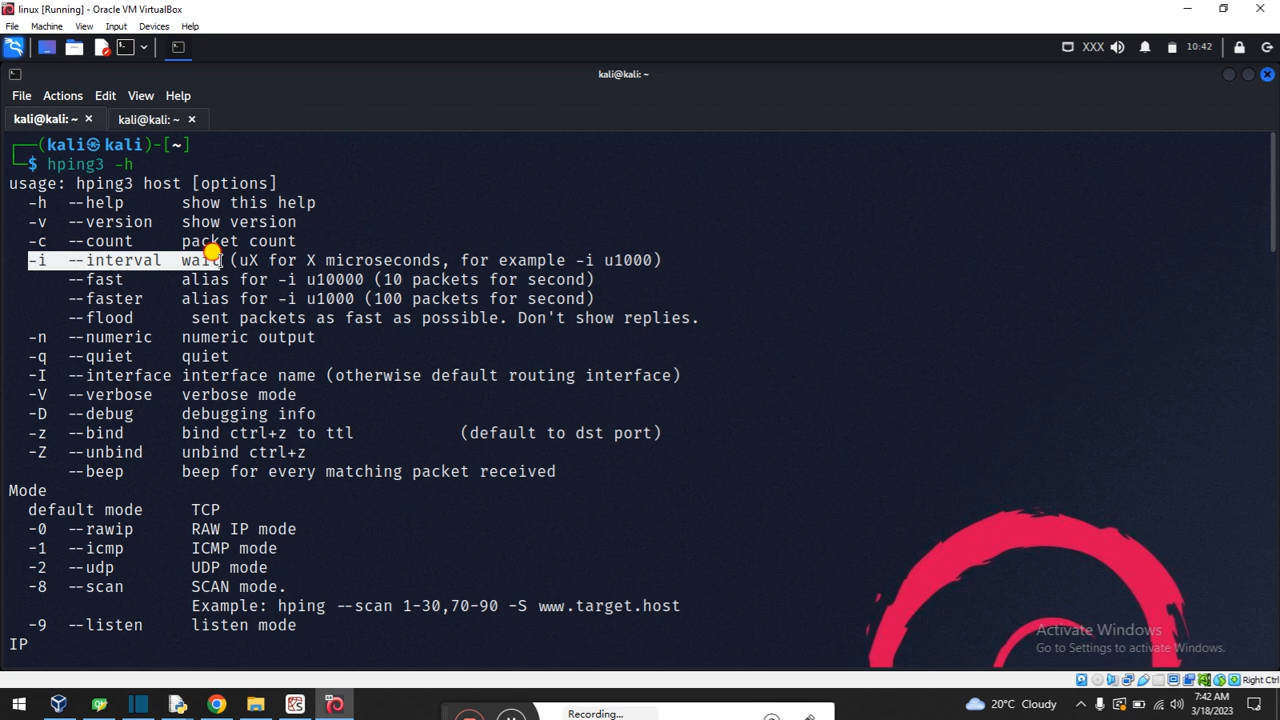 linux [Running] - Oracle VM VirtualBox
File Machine View Input Devices Help
XXX 10:42
kali@kali: ~
File Actions Edit View Help
kali@kali: ~ × kali@kali: ~ ×
┌──(kali㉿kali)-[~]
└─$ hping3 -h
usage: hping3 host [options]
-h --help show this help
-v --version show version
-c --count packet count
-i --interval wait (uX for X microseconds, for example -i u1000)
--fast alias for -i u10000 (10 packets for second)
--faster alias for -i u1000 (100 packets for second)
--flood sent packets as fast as possible. Don't show replies.
-n --numeric numeric output
-q --quiet quiet
-I --interface interface name (otherwise default routing interface)
-V --verbose verbose mode
-D --debug debugging info
-z --bind bind ctrl+z to ttl (default to dst port)
-Z --unbind unbind ctrl+z
--beep beep for every matching packet received
Mode
default mode TCP
-0 --rawip RAW IP mode
-1 --icmp ICMP mode
-2 --udp UDP mode
-8 --scan SCAN mode.
Example: hping --scan 1-30,70-90 -S www.target.host
-9 --listen listen mode
IP
Activate Windows
Go to Settings to activate Windows.
Right Ctrl
Recording...
20°C Cloudy
7:42 AM
3/18/2023